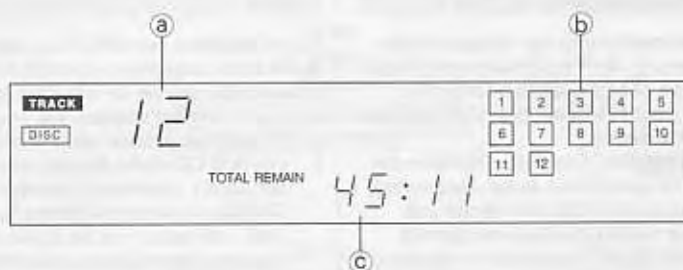 ⓐ ⓑ
TRACK 12 1 2 3 4 5
DISC 6 7 8 9 10
11 12
TOTAL REMAIN 45:11
ⓒ